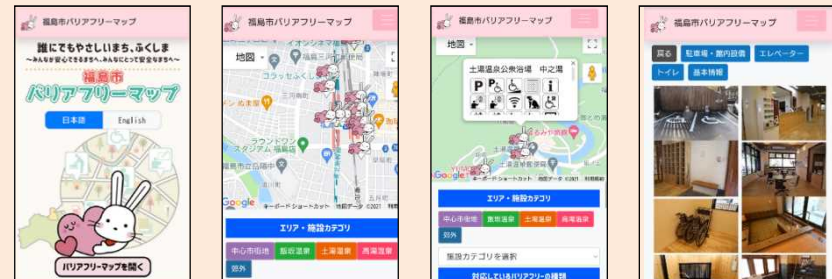 福島市バリアフリーマップ
誰にでもやさしいまち、ふくしま
～みんなが安心できるまちへ、みんなにとって安全なまちへ～
福島市
バリアフリーマップ
日本語
English
バリアフリーマップを開く
福島市バリアフリーマップ
地図
イオンシネマ福島
コラッセふくしま
ラウンドワン
スタジアム 福島店
Google
キーボード ショートカット
地図データ ©2021
エリア・施設カテゴリ
中心市街地
飯坂温泉
土湯温泉
高湯温泉
郊外
福島市バリアフリーマップ
地図
土湯温泉公衆浴場 中之湯
Google
キーボード ショートカット
地図データ ©2021
利用規約
エリア・施設カテゴリ
中心市街地
飯坂温泉
土湯温泉
高湯温泉
郊外
施設カテゴリを選択
対応しているバリアフリーの種類
福島市バリアフリーマップ
戻る
駐車場・館内設備
エレベーター
トイレ
基本情報